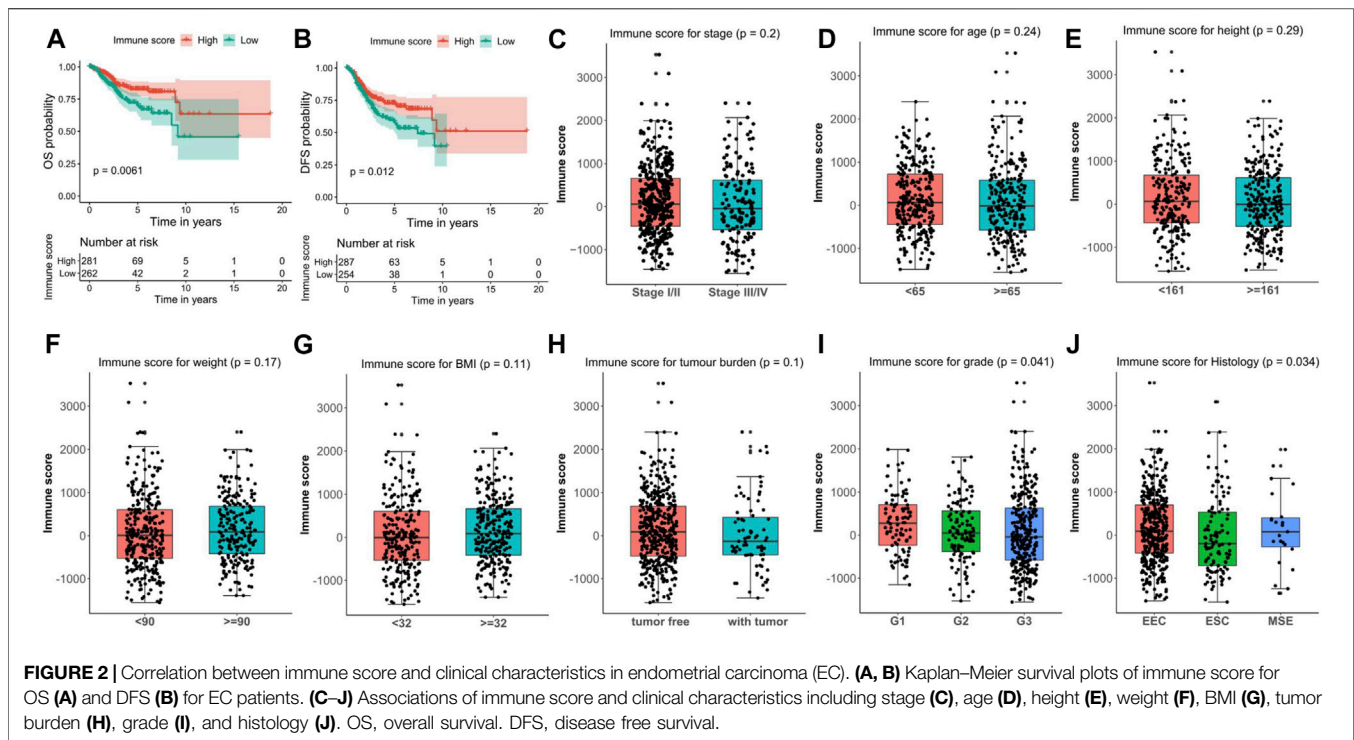 A
Immune score High Low
OS probability
1.00
0.75
0.50
0.25
0.00
p = 0.0061
0 5 10 15 20
Time in years
Number at risk
Immune score
High 281 69 5 1 0
Low 262 42 2 1 0
0 5 10 15 20
Time in years
B
Immune score High Low
DFS probability
1.00
0.75
0.50
0.25
0.00
p = 0.012
0 5 10 15 20
Time in years
Number at risk
Immune score
High 287 63 5 1 0
Low 254 38 1 0 0
0 5 10 15 20
Time in years
C
Immune score for stage (p = 0.2)
Immune score
3000
2000
1000
0
−1000
Stage I/II Stage III/IV
D
Immune score for age (p = 0.24)
Immune score
3000
2000
1000
0
−1000
<65 >=65
E
Immune score for height (p = 0.29)
Immune score
3000
2000
1000
0
−1000
<161 >=161
F
Immune score for weight (p = 0.17)
Immune score
3000
2000
1000
0
−1000
<90 >=90
G
Immune score for BMI (p = 0.11)
Immune score
3000
2000
1000
0
−1000
<32 >=32
H
Immune score for tumour burden (p = 0.1)
Immune score
3000
2000
1000
0
−1000
tumor free with tumor
I
Immune score for grade (p = 0.041)
Immune score
3000
2000
1000
0
−1000
G1 G2 G3
J
Immune score for Histology (p = 0.034)
Immune score
3000
2000
1000
0
−1000
EEC ESC MSE
FIGURE 2 | Correlation between immune score and clinical characteristics in endometrial carcinoma (EC). (A, B) Kaplan–Meier survival plots of immune score for
OS (A) and DFS (B) for EC patients. (C–J) Associations of immune score and clinical characteristics including stage (C), age (D), height (E), weight (F), BMI (G), tumor
burden (H), grade (I), and histology (J). OS, overall survival. DFS, disease free survival.